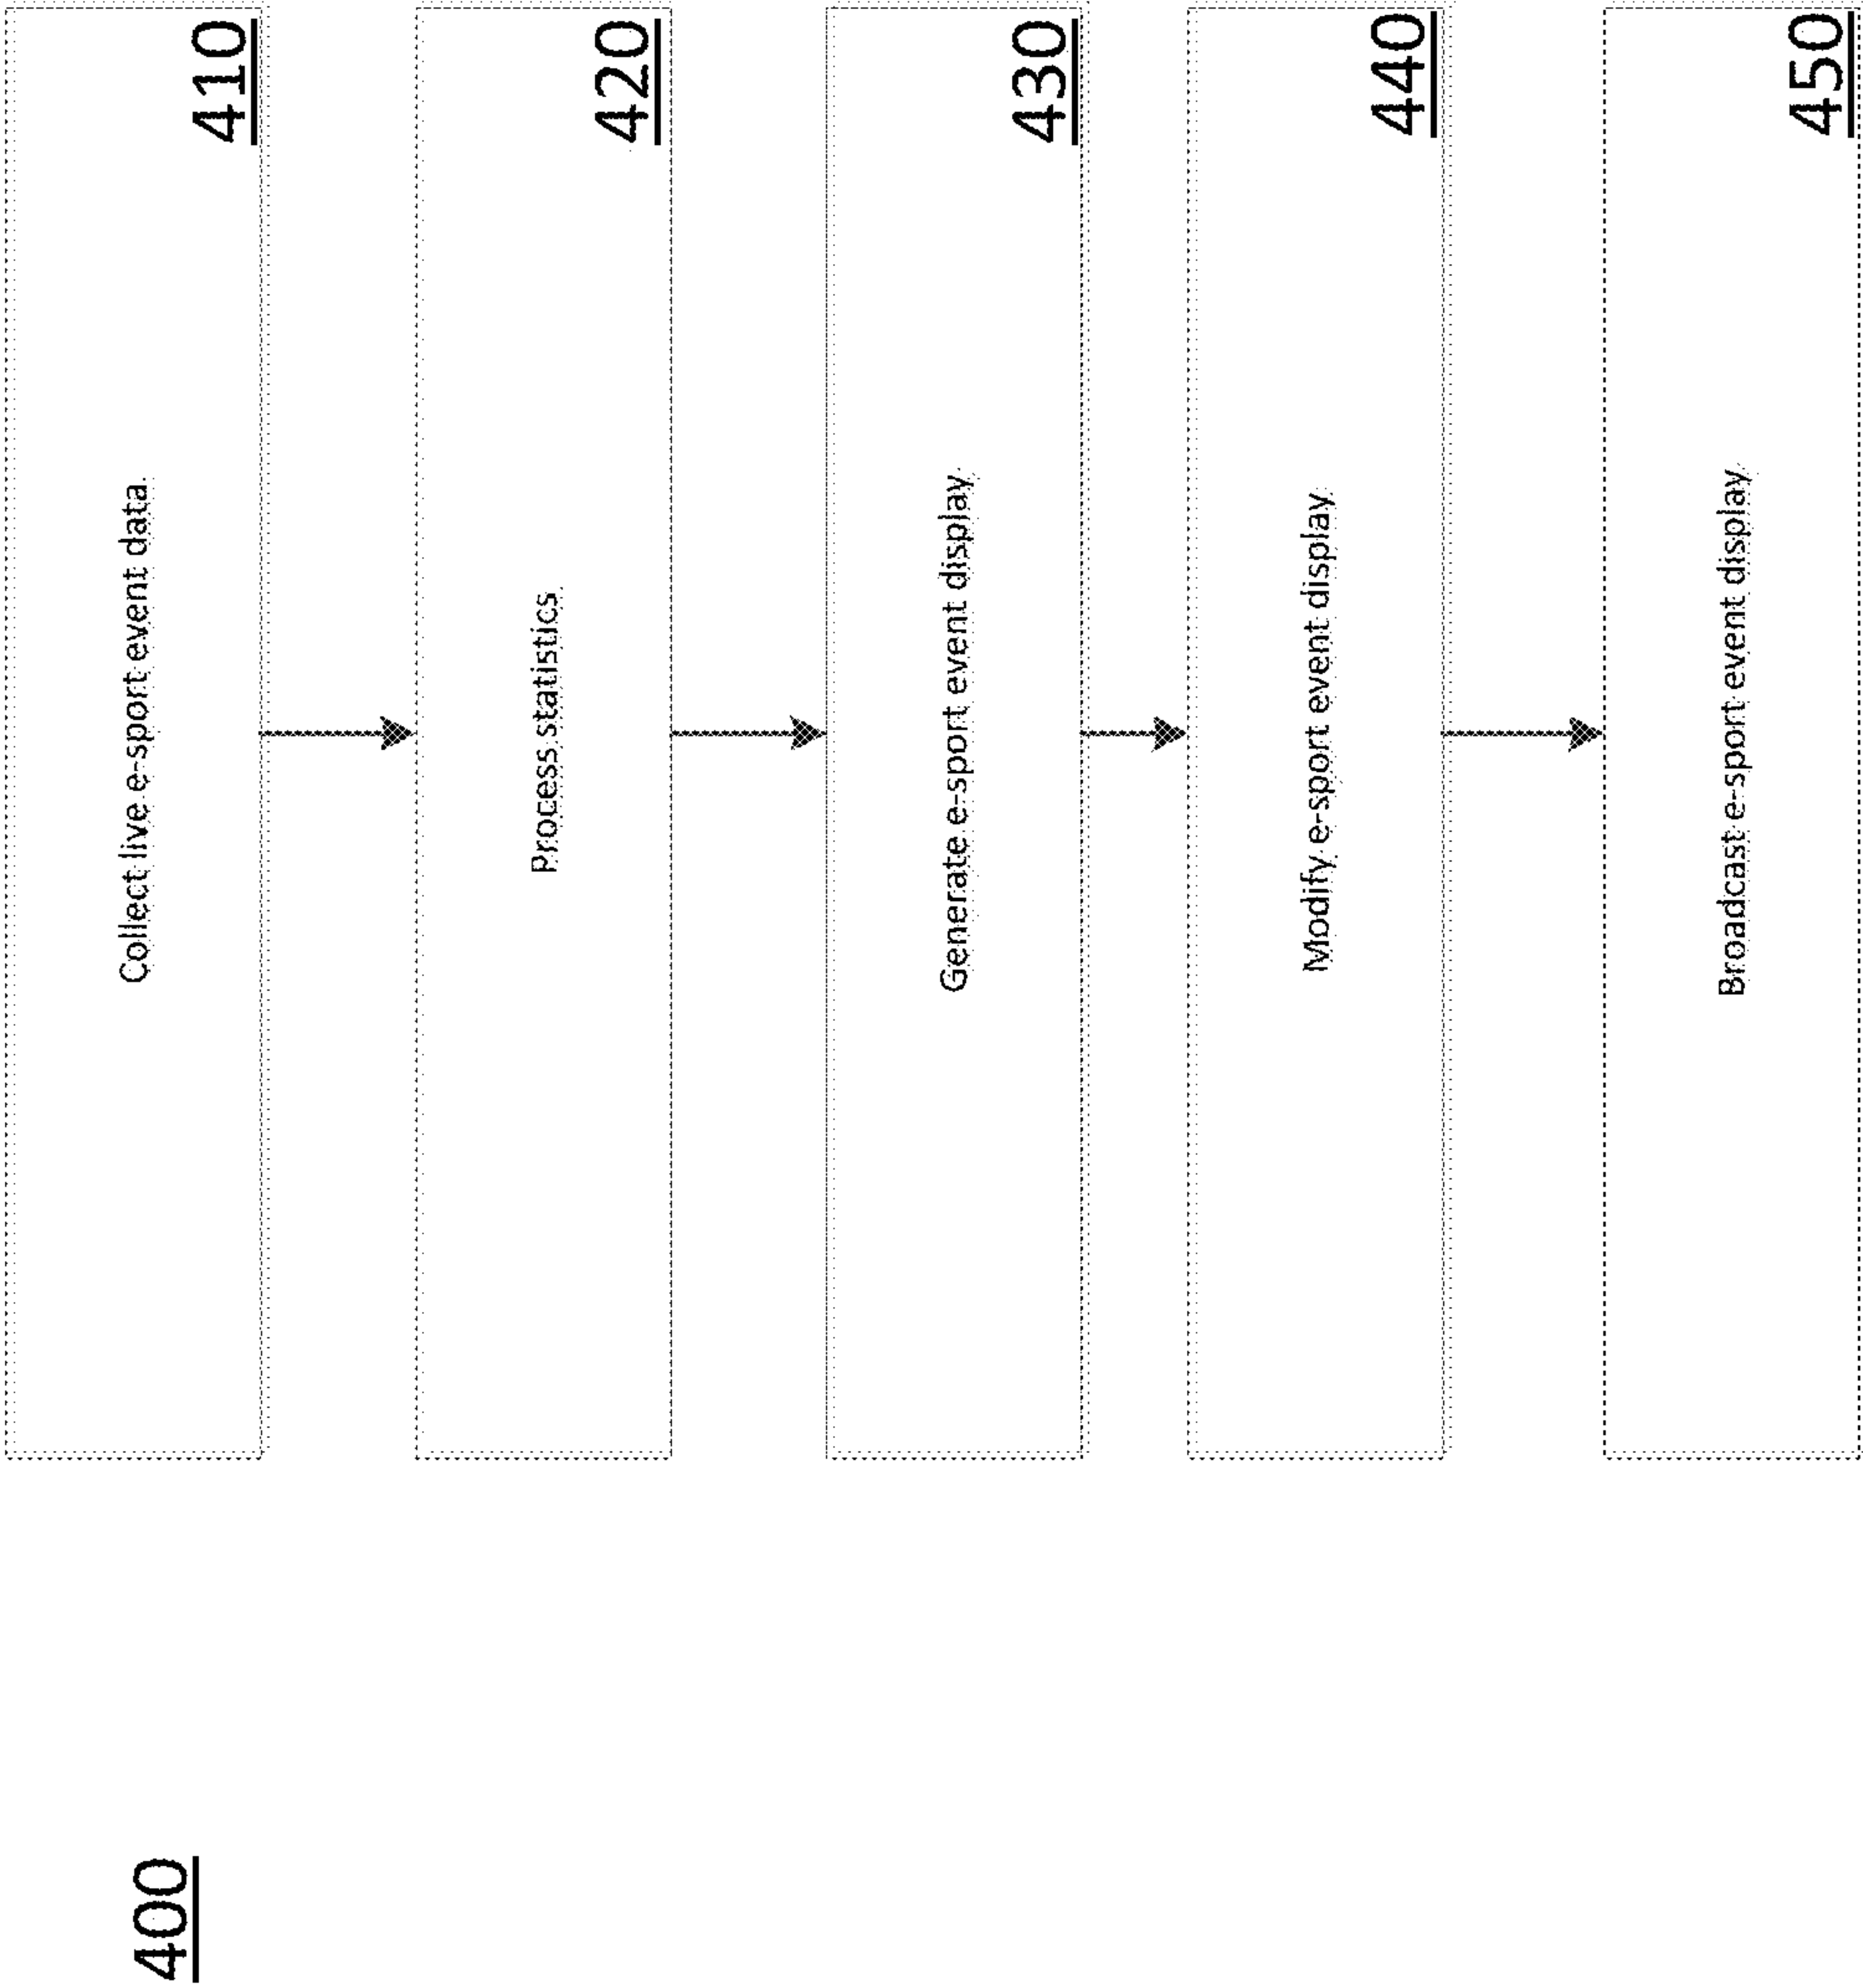 400
Collect live e-sport event data
410
Process statistics
420
Generate e-sport event display
430
Modify e-sport event display
440
Broadcast e-sport event display
450